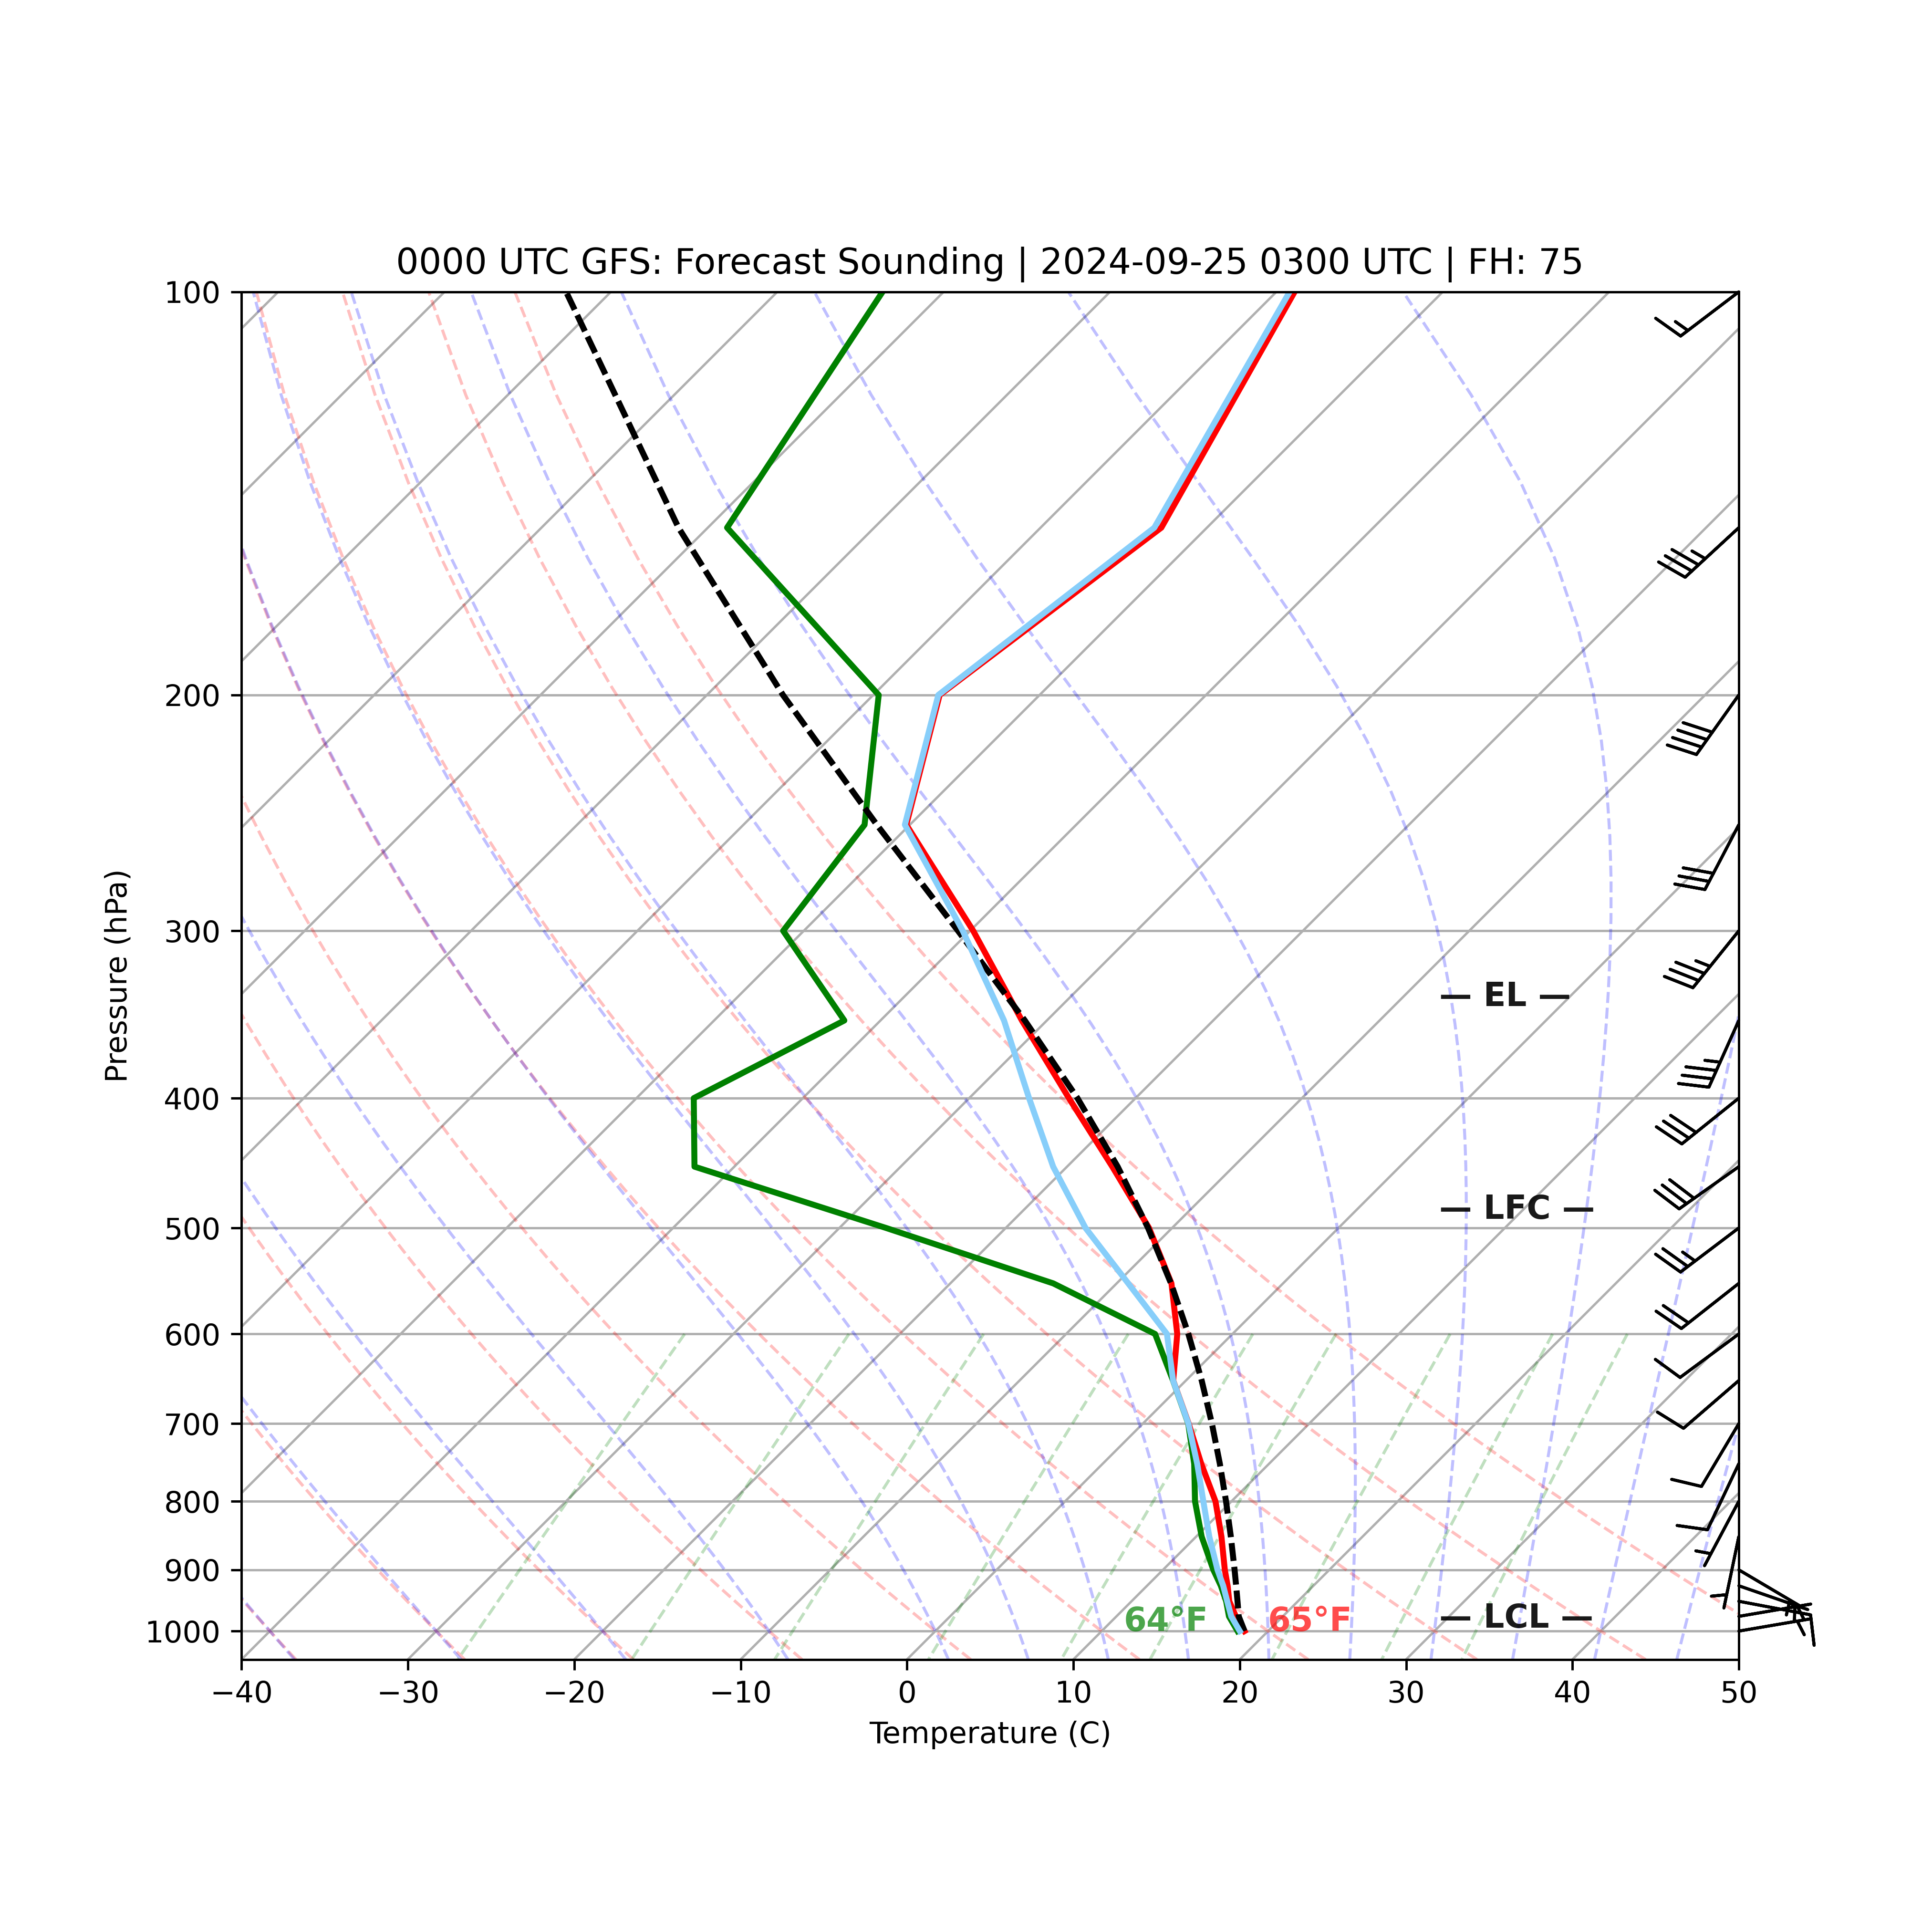 0000 UTC GFS: Forecast Sounding | 2024-09-25 0300 UTC | FH: 75
100
200
300
400
500
600
700
800
900
1000
Pressure (hPa)
— EL —
— LFC —
— LCL —
64°F 65°F
−40 −30 −20 −10 0 10 20 30 40 50
Temperature (C)